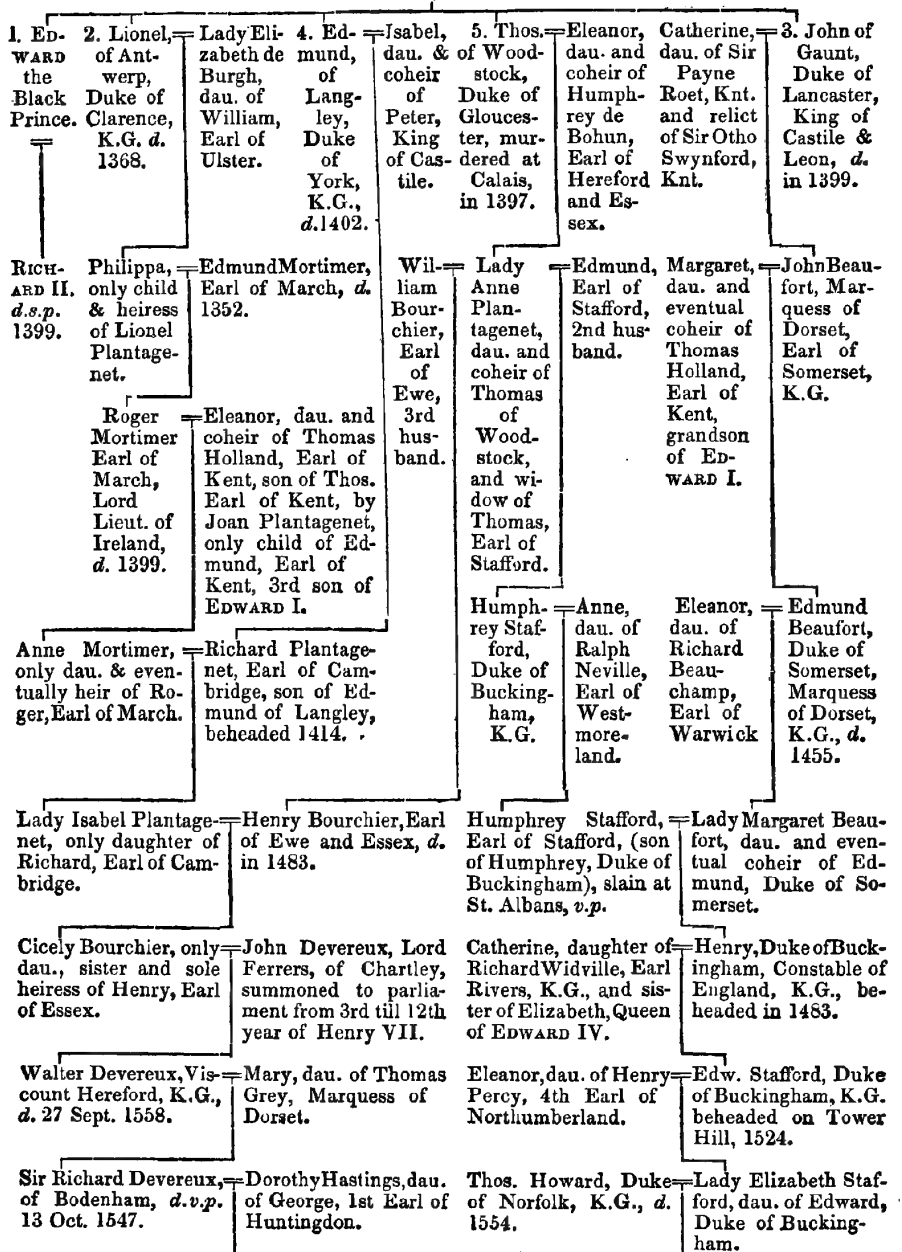 1. EDWARD
the
Black
Prince.
2. Lionel,
of Antwerp,
Duke of
Clarence,
K.G. d.
1368.
Lady Elizabeth de
Burgh,
dau. of
William,
Earl of
Ulster.
4. Edmund,
of
Langley,
Duke
of
York,
K.G.,
d.1402.
Isabel,
dau. &
coheir
of
Peter,
King
of Castile.
5. Thos.
of Woodstock,
Duke of
Gloucester, murdered at
Calais,
in 1397.
Eleanor,
dau. and
coheir of
Humphrey de
Bohun,
Earl of
Hereford
and Essex.
Catherine,
dau. of Sir
Payne
Roet, Knt.
and relict
of Sir Otho
Swynford,
Knt.
3. John of
Gaunt,
Duke of
Lancaster,
King of
Castile &
Leon, d.
in 1399.
RICHARD II.
d.s.p.
1399.
Philippa,
only child
& heiress
of Lionel
Plantagenet.
Edmund Mortimer,
Earl of March, d.
1352.
William
Bourchier,
Earl
of
Ewe,
3rd
husband.
Lady
Anne
Plantagenet,
dau. and
coheir of
Thomas
of
Woodstock,
and widow of
Thomas,
Earl of
Stafford.
Edmund,
Earl of
Stafford,
2nd husband.
Margaret,
dau. and
eventual
coheir of
Thomas
Holland,
Earl of
Kent,
grandson
of EDWARD I.
John Beaufort, Marquess of
Dorset,
Earl of
Somerset,
K.G.
Roger
Mortimer
Earl of
March,
Lord
Lieut. of
Ireland,
d. 1399.
Eleanor, dau. and
coheir of Thomas
Holland, Earl of
Kent, son of Thos.
Earl of Kent, by
Joan Plantagenet,
only child of Edmund, Earl of
Kent, 3rd son of
EDWARD I.
Humphrey Stafford,
Duke of
Buckingham,
K.G.
Anne,
dau. of
Ralph
Neville,
Earl of
Westmoreland.
Eleanor,
dau. of
Richard
Beauchamp,
Earl of
Warwick
Edmund
Beaufort,
Duke of
Somerset,
Marquess
of Dorset,
K.G., d.
1455.
Anne Mortimer,
only dau. & eventually heir of Roger, Earl of March.
Richard Plantagenet, Earl of Cambridge, son of Edmund of Langley,
beheaded 1414.
Lady Isabel Plantagenet, only daughter of
Richard, Earl of Cambridge.
Henry Bourchier, Earl
of Ewe and Essex, d.
in 1483.
Humphrey Stafford,
Earl of Stafford, (son
of Humphrey, Duke of
Buckingham), slain at
St. Albans, v.p.
Lady Margaret Beaufort, dau. and eventual coheir of Edmund, Duke of Somerset.
Cicely Bourchier, only
dau., sister and sole
heiress of Henry, Earl
of Essex.
John Devereux, Lord
Ferrers, of Chartley,
summoned to parliament from 3rd till 12th
year of Henry VII.
Catherine, daughter of
Richard Widville, Earl
Rivers, K.G., and sister of Elizabeth, Queen
of EDWARD IV.
Henry, Duke of Buckingham, Constable of
England, K.G., beheaded in 1483.
Walter Devereux, Viscount Hereford, K.G.,
d. 27 Sept. 1558.
Mary, dau. of Thomas
Grey, Marquess of
Dorset.
Eleanor, dau. of Henry
Percy, 4th Earl of
Northumberland.
Edw. Stafford, Duke
of Buckingham, K.G.
beheaded on Tower
Hill, 1524.
Sir Richard Devereux,
of Bodenham, d.v.p.
13 Oct. 1547.
Dorothy Hastings, dau.
of George, 1st Earl of
Huntingdon.
Thos. Howard, Duke
of Norfolk, K.G., d.
1554.
Lady Elizabeth Stafford, dau. of Edward,
Duke of Buckingham.